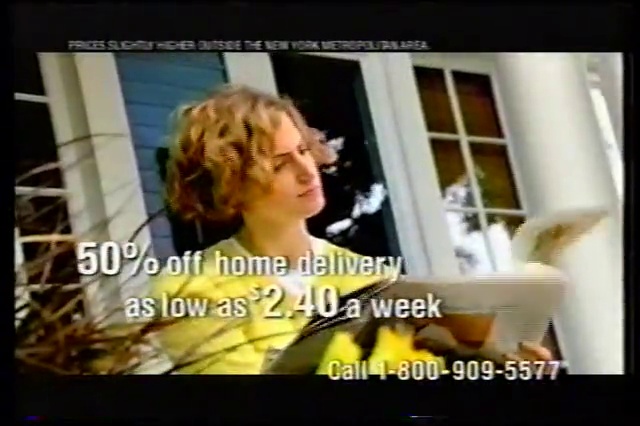 PRICES SLIGHTLY HIGHER OUTSIDE THE NEW YORK METROPOLITAN AREA.
50% off home delivery
as low as $2.40 a week
Call 1-800-909-5577